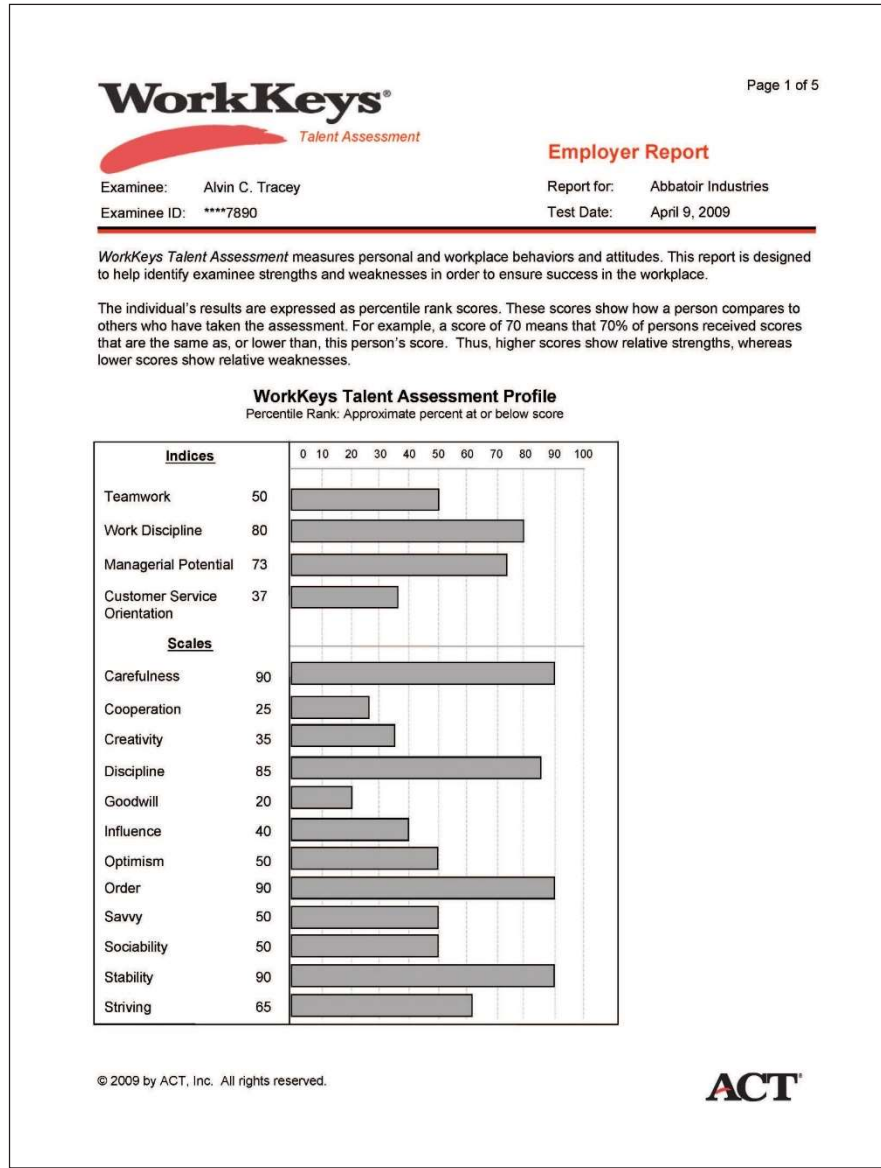 WorkKeys®
Page 1 of 5
Talent Assessment
Employer Report
Examinee: Alvin C. Tracey
Report for: Abbatoir Industries
Examinee ID: ****7890
Test Date: April 9, 2009
WorkKeys Talent Assessment measures personal and workplace behaviors and attitudes. This report is designed
to help identify examinee strengths and weaknesses in order to ensure success in the workplace.
The individual's results are expressed as percentile rank scores. These scores show how a person compares to
others who have taken the assessment. For example, a score of 70 means that 70% of persons received scores
that are the same as, or lower than, this person's score. Thus, higher scores show relative strengths, whereas
lower scores show relative weaknesses.
WorkKeys Talent Assessment Profile
Percentile Rank: Approximate percent at or below score
Indices 0 10 20 30 40 50 60 70 80 90 100
Teamwork 50
Work Discipline 80
Managerial Potential 73
Customer Service 37
Orientation
Scales
Carefulness 90
Cooperation 25
Creativity 35
Discipline 85
Goodwill 20
Influence 40
Optimism 50
Order 90
Savvy 50
Sociability 50
Stability 90
Striving 65
© 2009 by ACT, Inc. All rights reserved.
ACT®